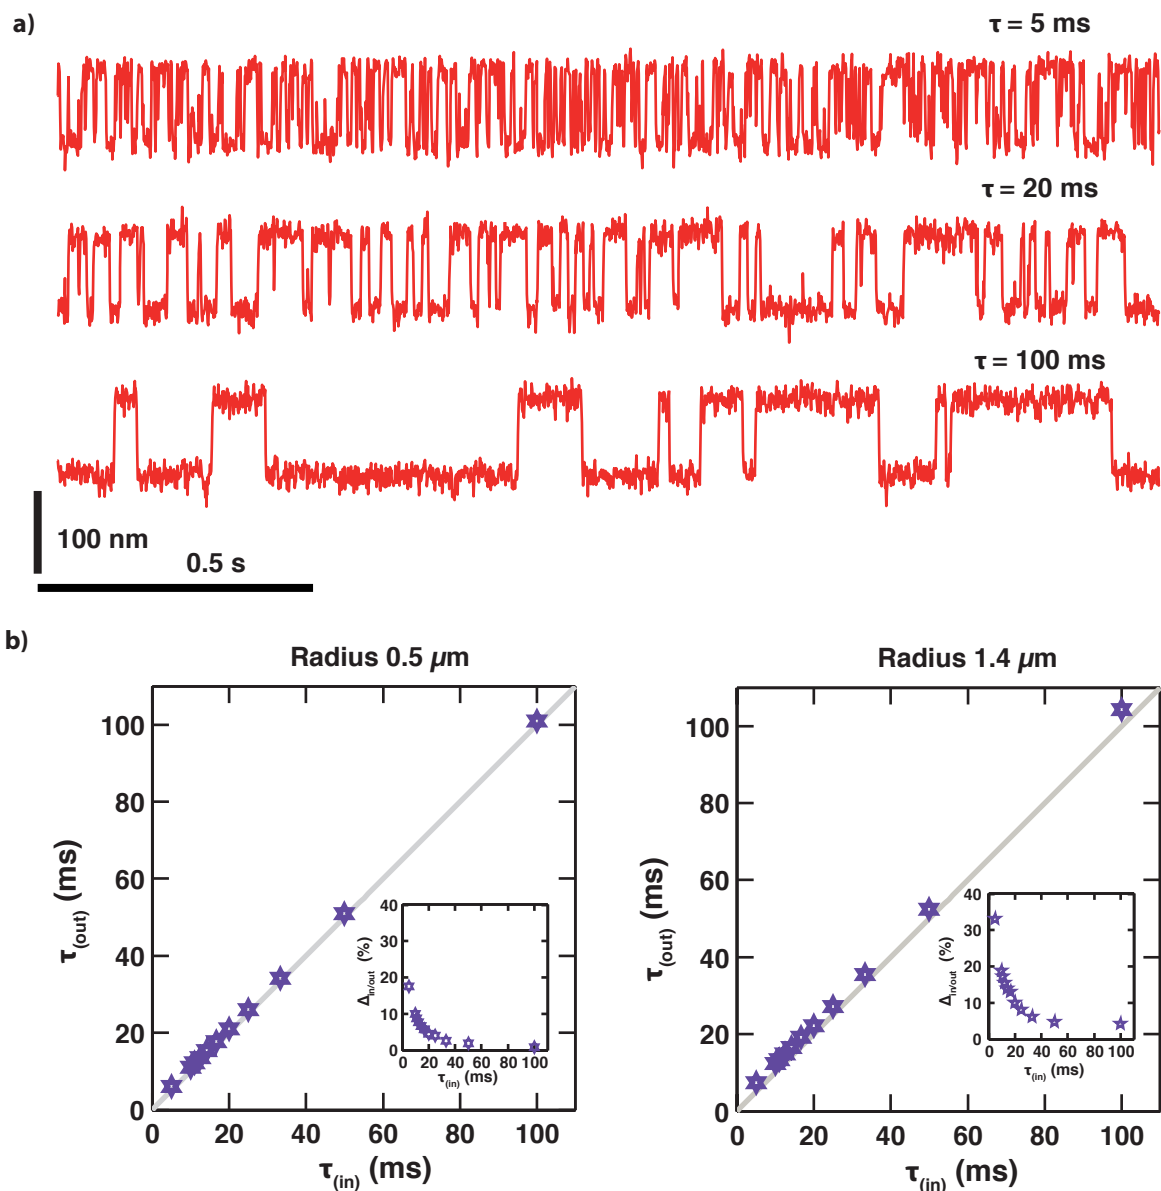 a)
τ = 5 ms
τ = 20 ms
τ = 100 ms
100 nm
0.5 s
b)
Radius 0.5 μm
τ(out) (ms)
100
80
60
40
20
0
0 20 40 60 80 100
τ(in) (ms)
Δin/out (%)
40
30
20
10
0
0 20 40 60 80 100
τ(in) (ms)
Radius 1.4 μm
τ(out) (ms)
100
80
60
40
20
0
0 20 40 60 80 100
τ(in) (ms)
Δin/out (%)
40
30
20
10
0
0 20 40 60 80 100
τ(in) (ms)